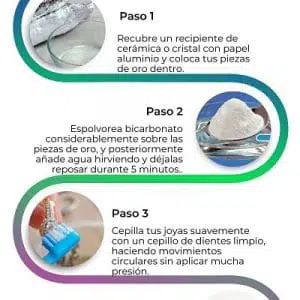 Paso 1
Recubre un recipiente de
cerámica o cristal con papel
aluminio y coloca tus piezas
de oro dentro.
Paso 2
Espolvorea bicarbonato
considerablemente sobre las
piezas de oro, y posteriormente
añade agua hirviendo y déjalas
reposar durante 5 minutos..
Paso 3
Cepilla tus joyas suavemente
con un cepillo de dientes limpío,
haciendo movimientos
circulares sin aplicar mucha
presión.